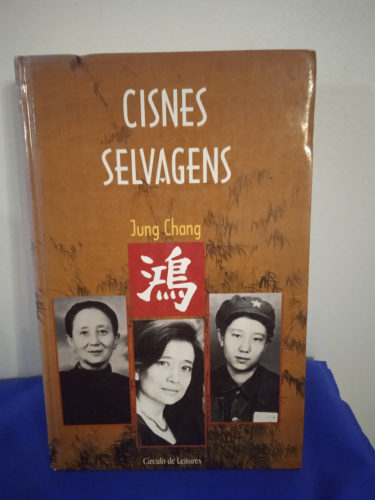 CISNES
SELVAGENS
Jung Chang
鴻
Círculo de Leitores